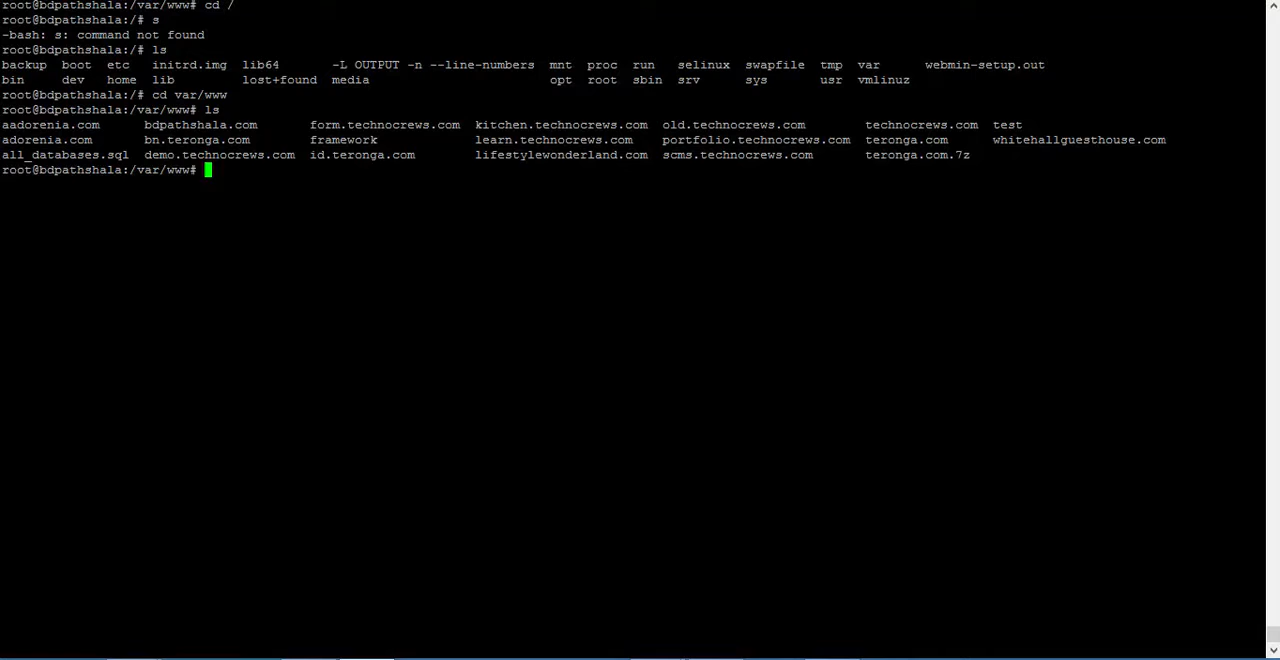 root@bdpathshala:/var/www# cd /
root@bdpathshala:/# s
-bash: s: command not found
root@bdpathshala:/# ls
backup  boot  etc   initrd.img  lib64       -L OUTPUT -n --line-numbers  mnt  proc  run   selinux  swapfile  tmp  var      webmin-setup.out
bin     dev   home  lib         lost+found  media                        opt  root  sbin  srv      sys       usr  vmlinuz
root@bdpathshala:/# cd var/www
root@bdpathshala:/var/www# ls
aadorenia.com      bdpathshala.com       form.technocrews.com  kitchen.technocrews.com  old.technocrews.com        technocrews.com  test
adorenia.com       bn.teronga.com        framework             learn.technocrews.com    portfolio.technocrews.com  teronga.com      whitehallguesthouse.com
all_databases.sql  demo.technocrews.com  id.teronga.com        lifestylewonderland.com  scms.technocrews.com       teronga.com.7z
root@bdpathshala:/var/www#